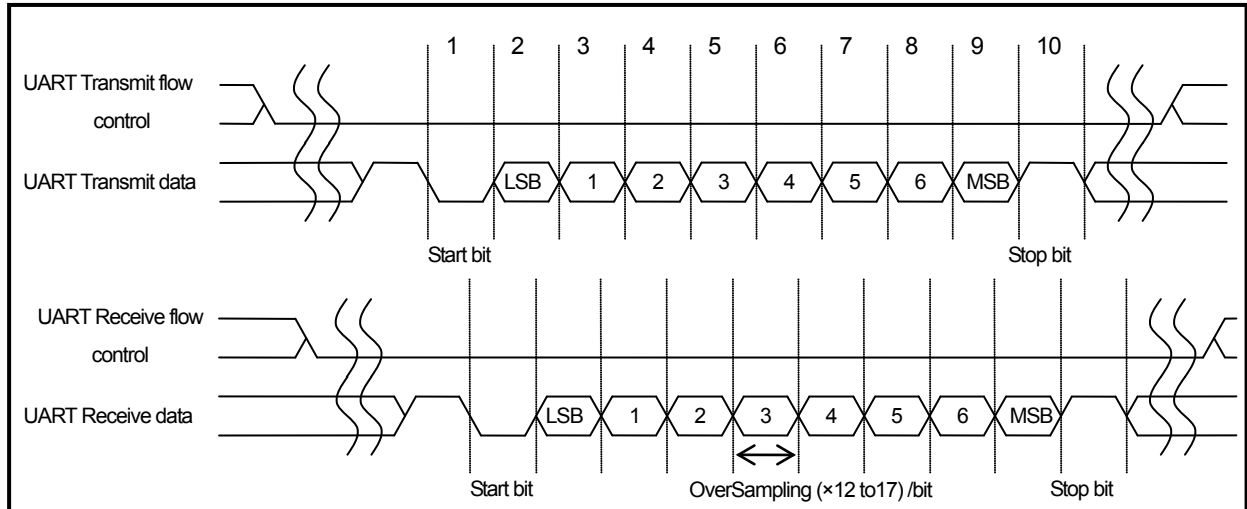 1 2 3 4 5 6 7 8 9 10
UART Transmit flow
control
UART Transmit data
LSB 1 2 3 4 5 6 MSB
Start bit Stop bit
UART Receive flow
control
UART Receive data
LSB 1 2 3 4 5 6 MSB
Start bit OverSampling (×12 to17) /bit Stop bit